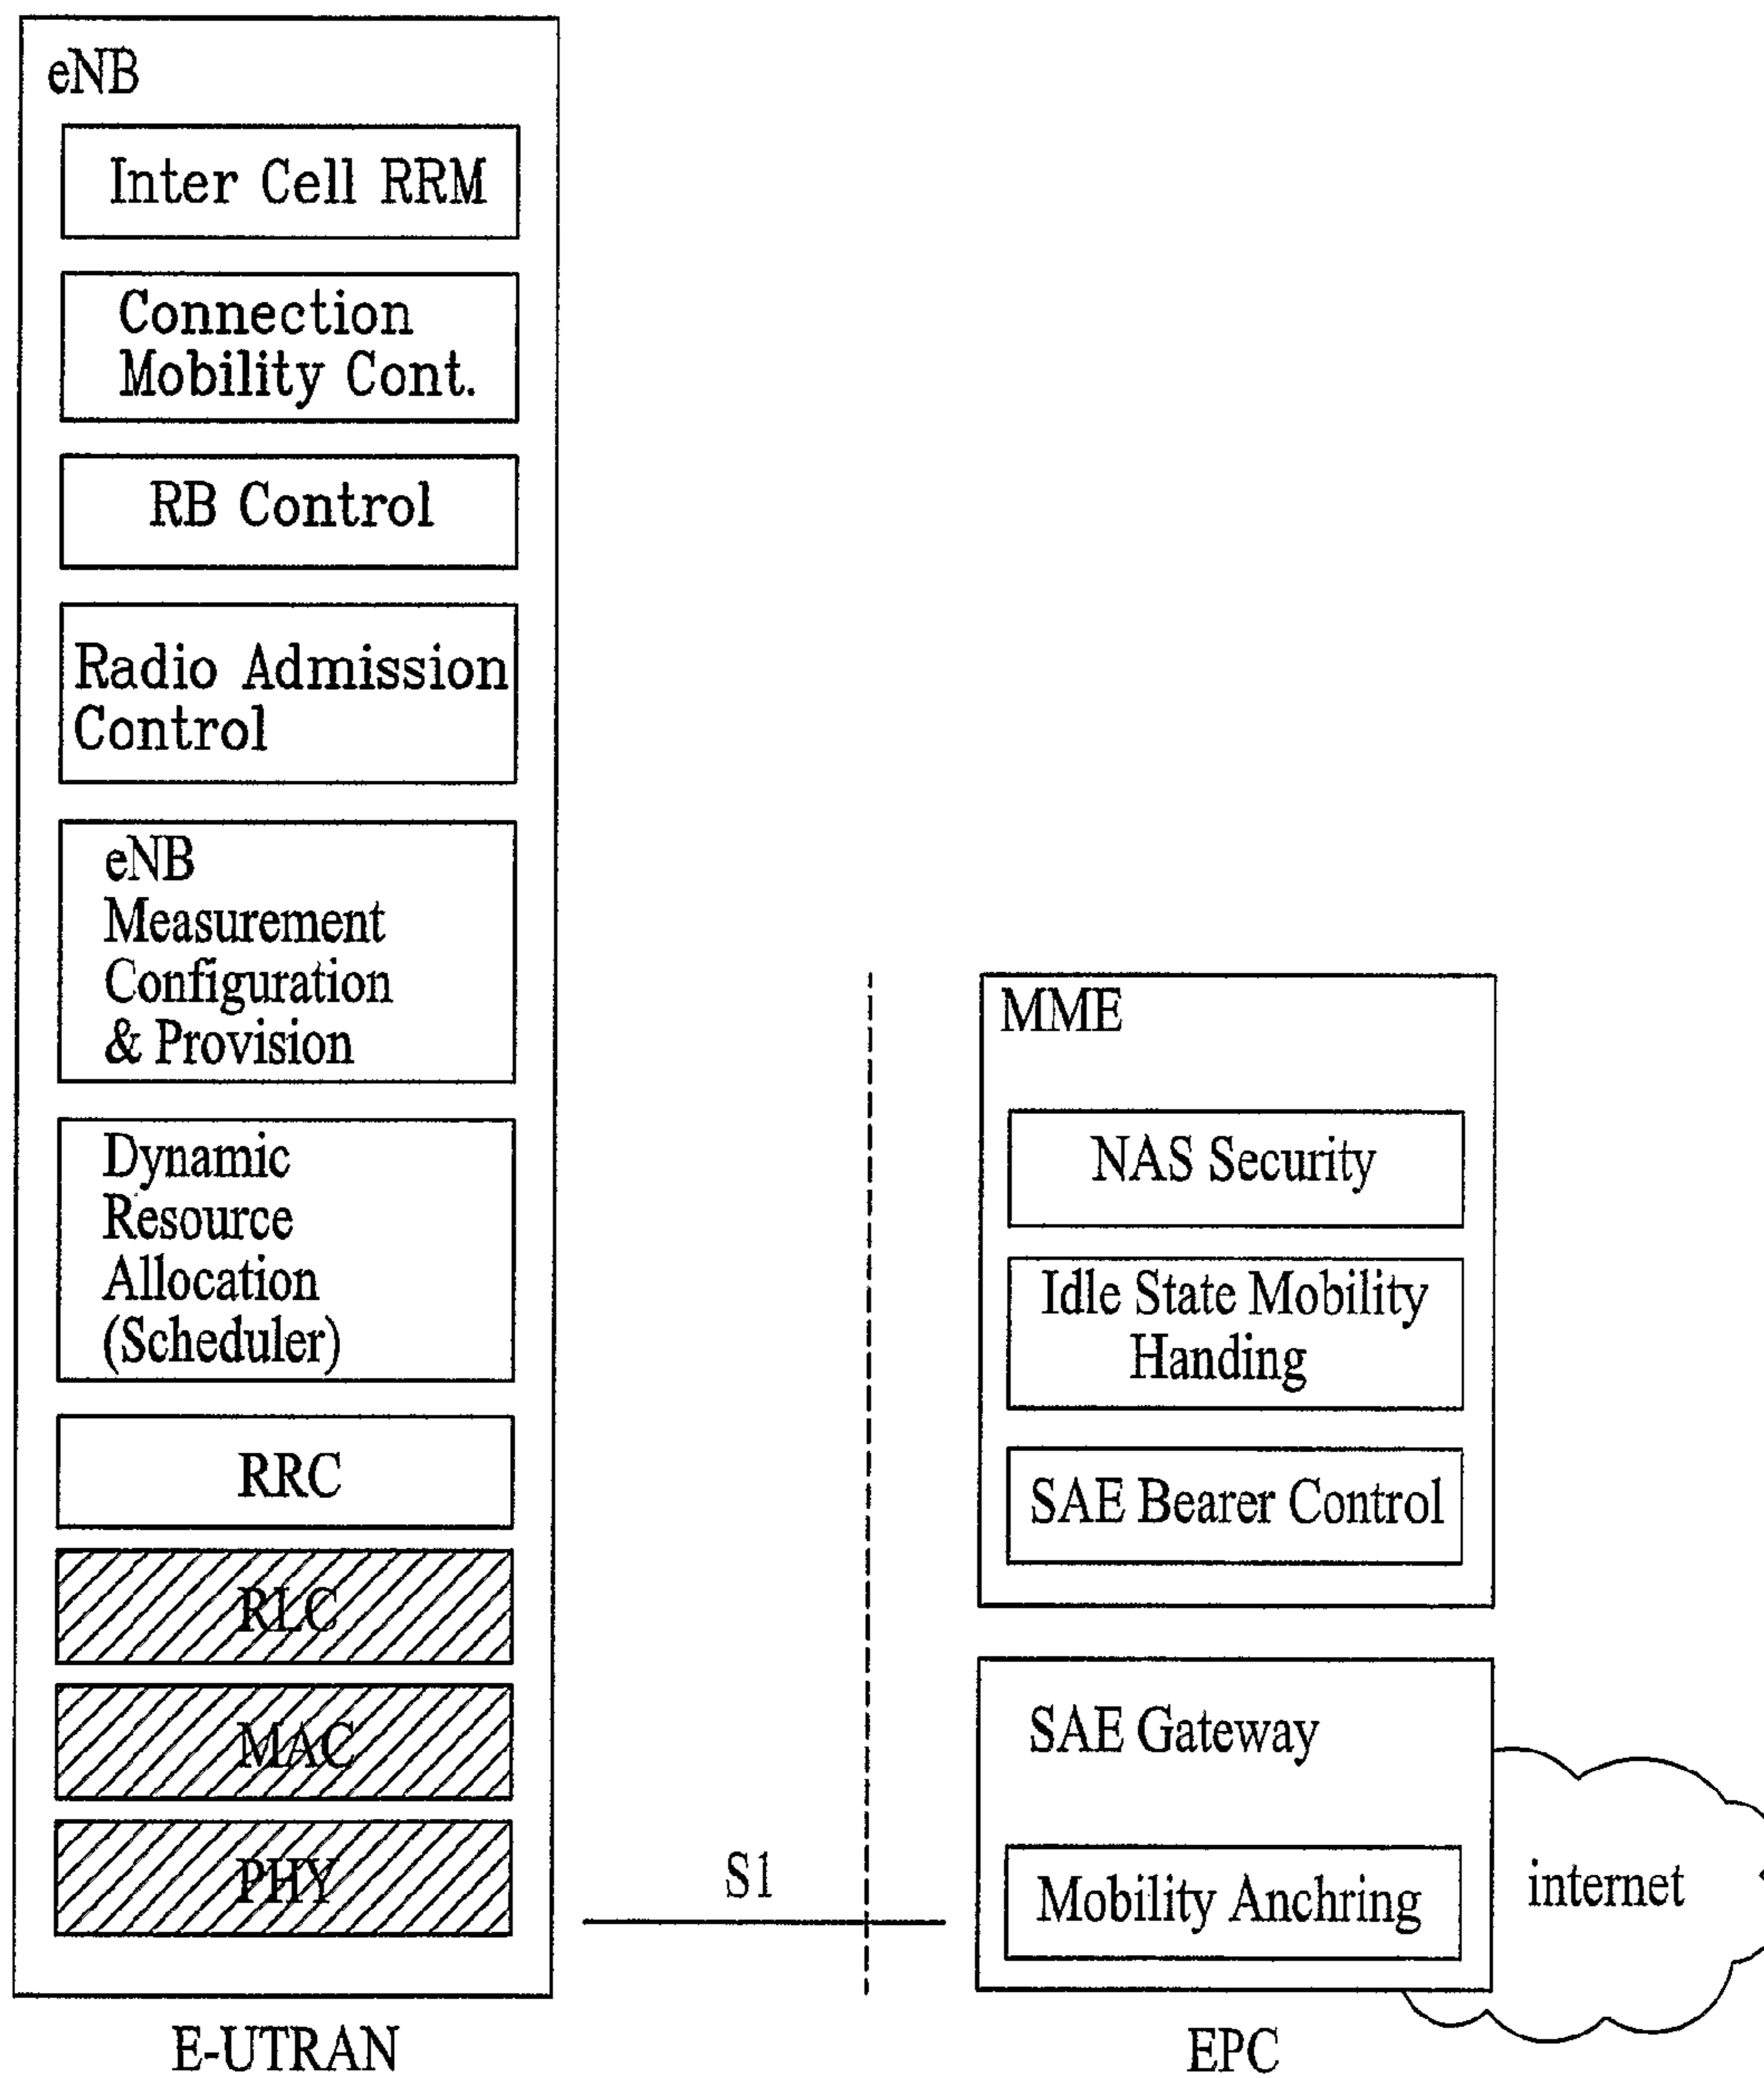 eNB
Inter Cell RRM
Connection
Mobility Cont.
RB Control
Radio Admission
Control
eNB
Measurement
Configuration
& Provision
Dynamic
Resource
Allocation
(Scheduler)
RRC
RLC
MAC
PHY
E-UTRAN
S1
MME
NAS Security
Idle State Mobility
Handing
SAE Bearer Control
SAE Gateway
Mobility Anchring
internet
EPC